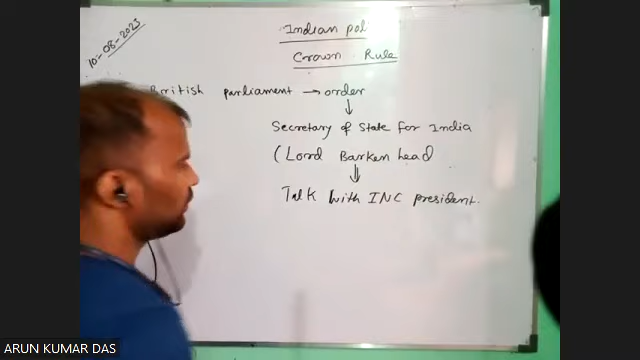 10-08-2023
Indian pol
Crown Rule
British parliament → order
Secretary of State for India
(Lord Barken head
Talk with INC president.
ARUN KUMAR DAS